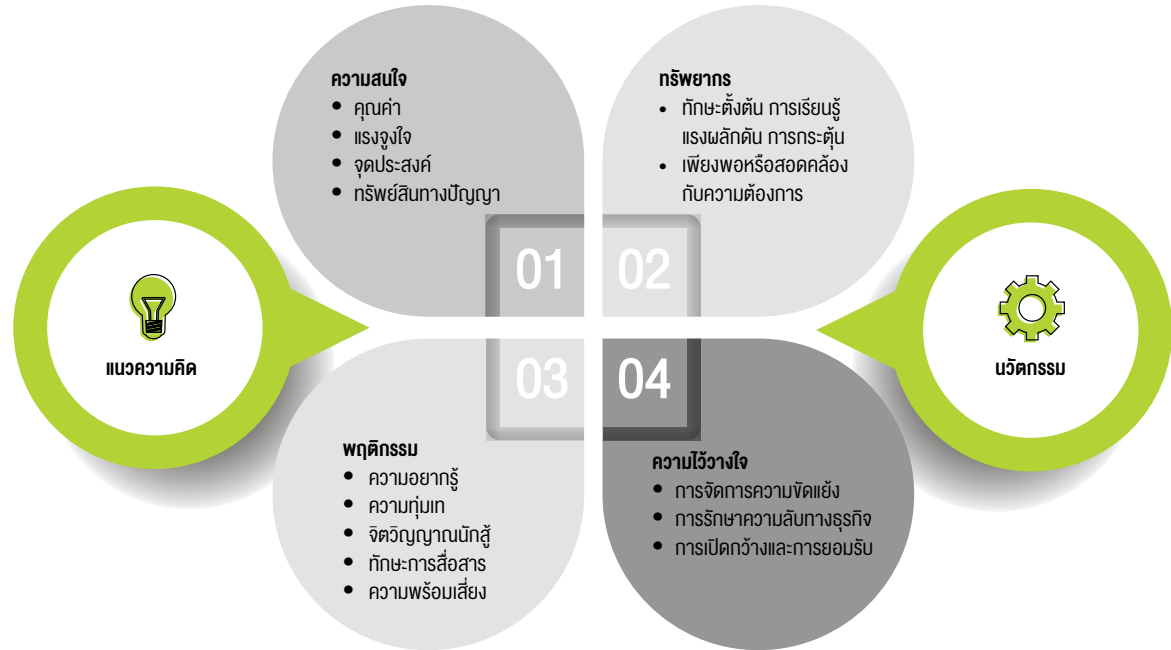 ความสนใจ
• คุณค่า
• แรงจูงใจ
• จุดประสงค์
• ทรัพย์สินทางปัญญา
01
ทรัพยากร
• ทักษะตั้งต้น การเรียนรู้
แรงผลักดัน การกระตุ้น
• เพียงพอหรือสอดคล้อง
กับความต้องการ
02
แนวความคิด
นวัตกรรม
03
พฤติกรรม
• ความอยากรู้
• ความทุ่มเท
• จิตวิญญาณนักสู้
• ทักษะการสื่อสาร
• ความพร้อมเสี่ยง
04
ความไว้วางใจ
• การจัดการความขัดแย้ง
• การรักษาความลับทางธุรกิจ
• การเปิดกว้างและการยอมรับ